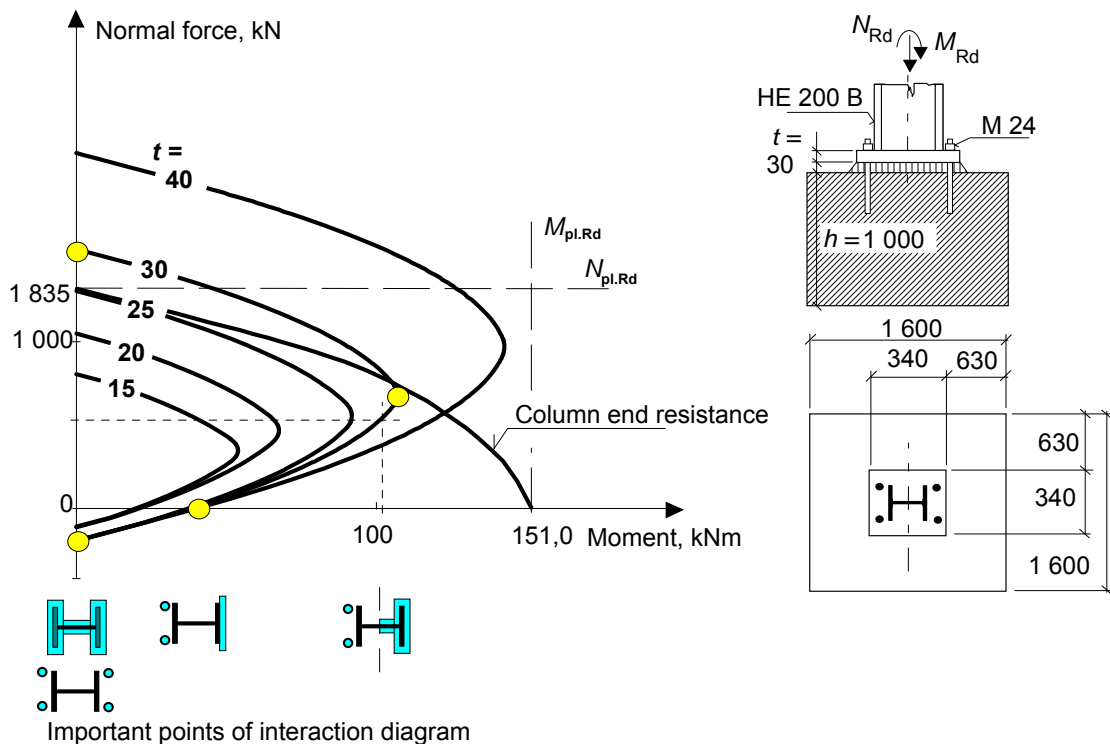 Normal force, kN
t =
40
M pl.Rd
N pl.Rd
30
1 835
25
1 000
20
15
Column end resistance
0
100
151,0
Moment, kNm
Important points of interaction diagram
N Rd
M Rd
HE 200 B
M 24
t =
30
h = 1 000
1 600
340
630
630
340
630
1 600